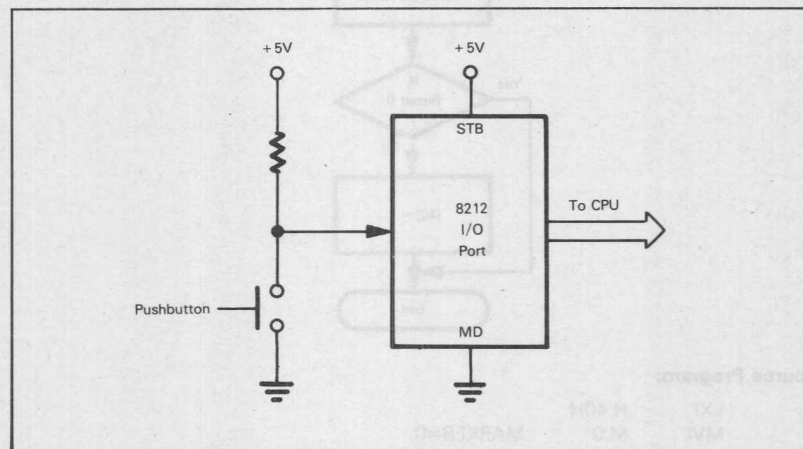 + 5V
+ 5V
STB
8212
I/O
Port
To CPU
Pushbutton
MD